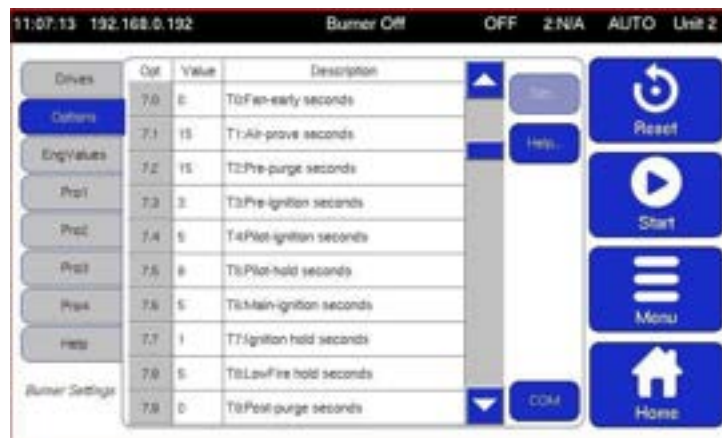 11:07:13 192.168.0.192 Burner Off OFF 2:N/A AUTO Unit 2
Drives
Options
EngValues
Pro1
Pro2
Pro3
Pro4
Help
Burner Settings
Opt Value Description
7.0 0 T0:Fan-early seconds
7.1 15 T1:Air-prove seconds
7.2 15 T2:Pre-purge seconds
7.3 3 T3:Pre-ignition seconds
7.4 5 T4:Pilot-ignition seconds
7.5 8 T5:Pilot-hold seconds
7.6 5 T6:Main-ignition seconds
7.7 1 T7:Ignition hold seconds
7.8 5 T8:LowFire hold seconds
7.9 0 T9:Post-purge seconds
Help...
COM
Reset
Start
Menu
Home